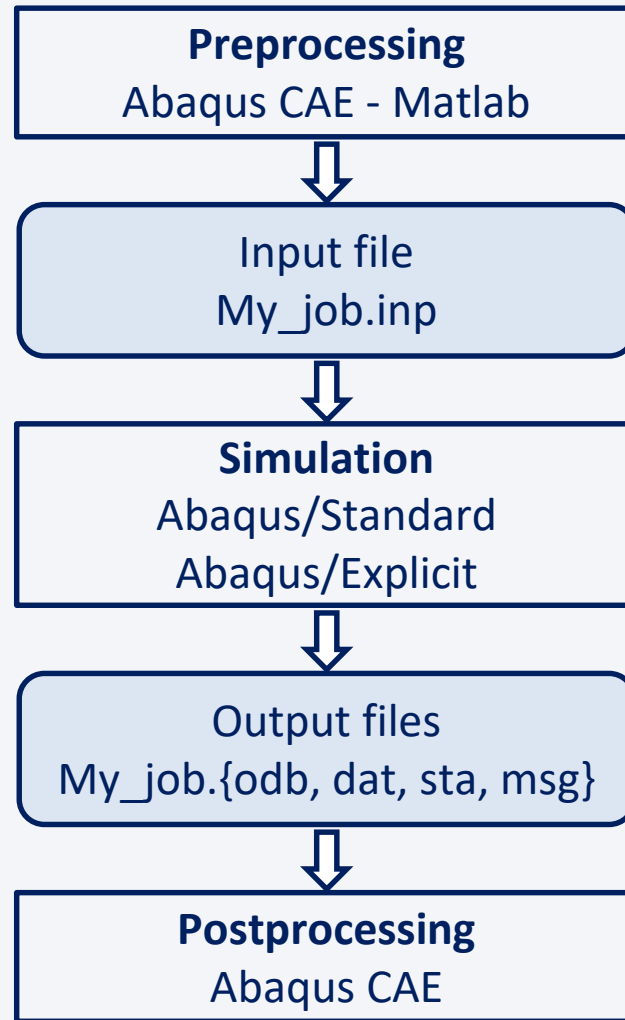 Preprocessing
Abaqus CAE - Matlab
Input file
My_job.inp
Simulation
Abaqus/Standard
Abaqus/Explicit
Output files
My_job.{odb, dat, sta, msg}
Postprocessing
Abaqus CAE